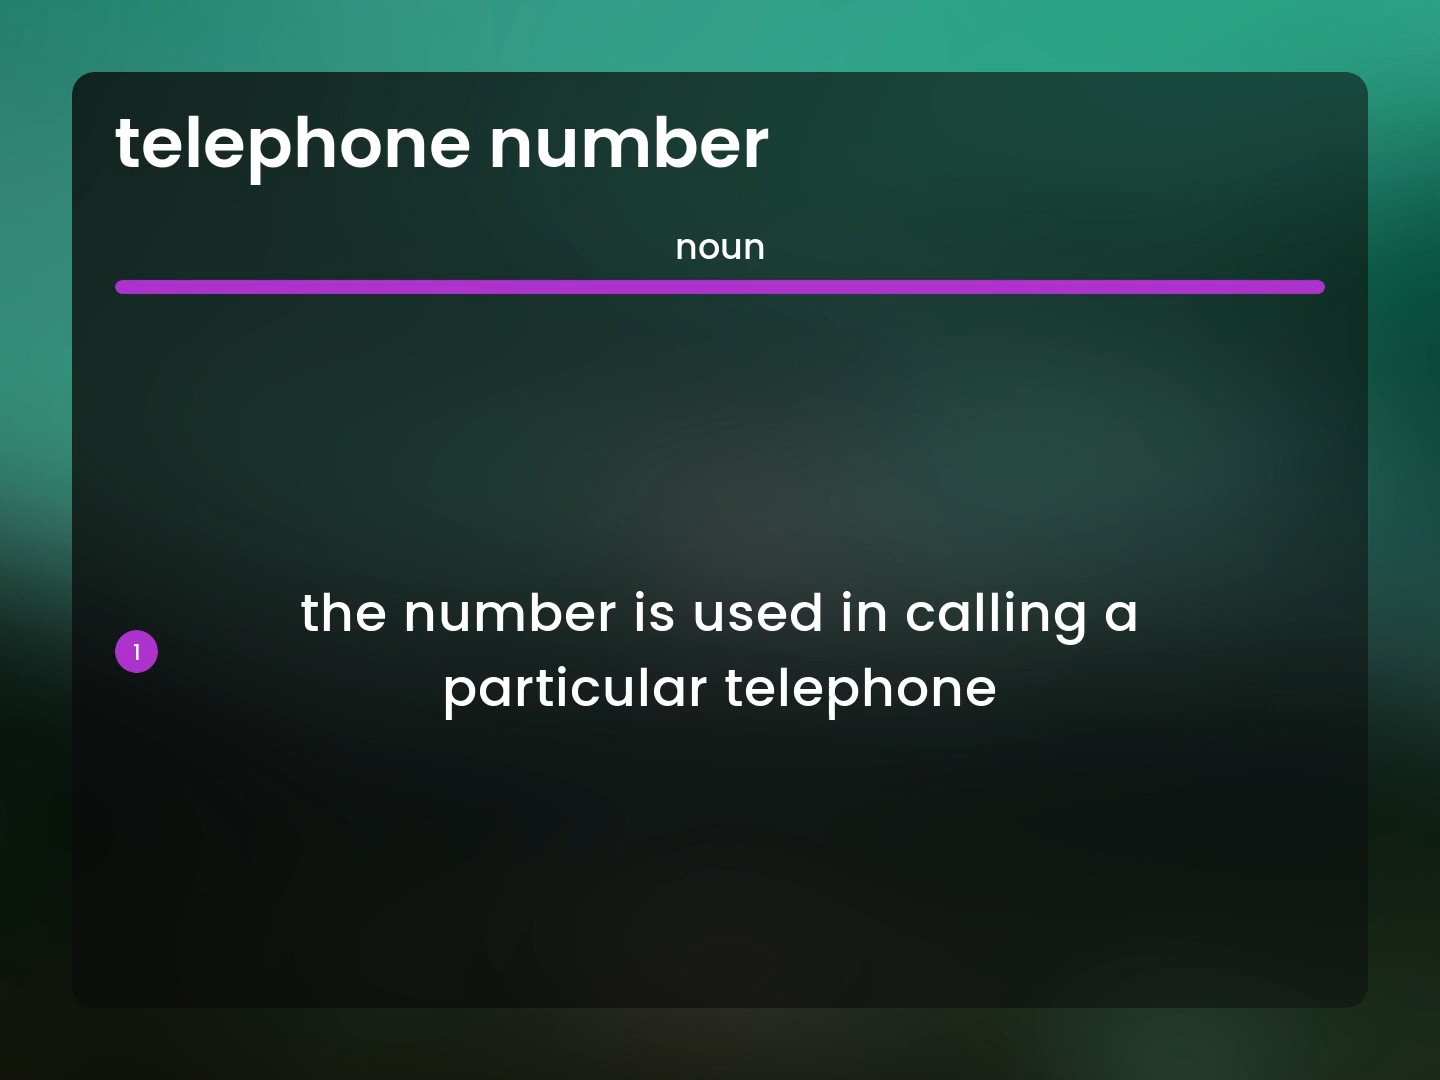 telephone number
noun
1
the number is used in calling a
particular telephone